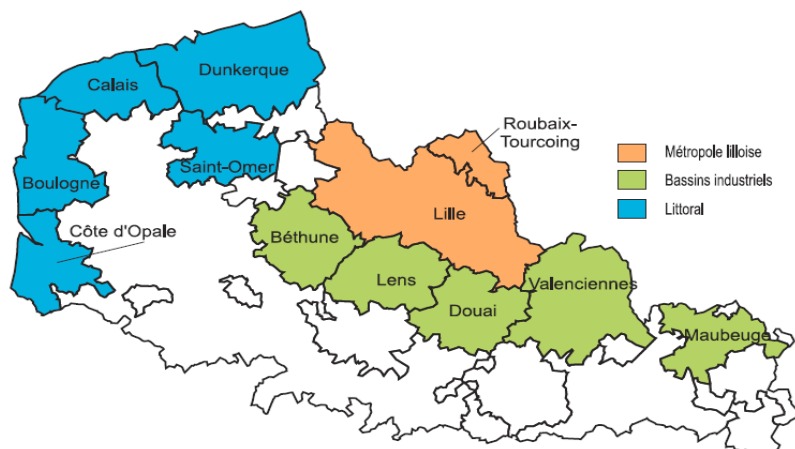 Dunkerque
Calais
Roubaix-
Tourcoing
Métropole lilloise
Bassins industriels
Littoral
Saint-Omer
Boulogne
Lille
Côte d'Opale
Béthune
Lens
Valenciennes
Douai
Maubeuge